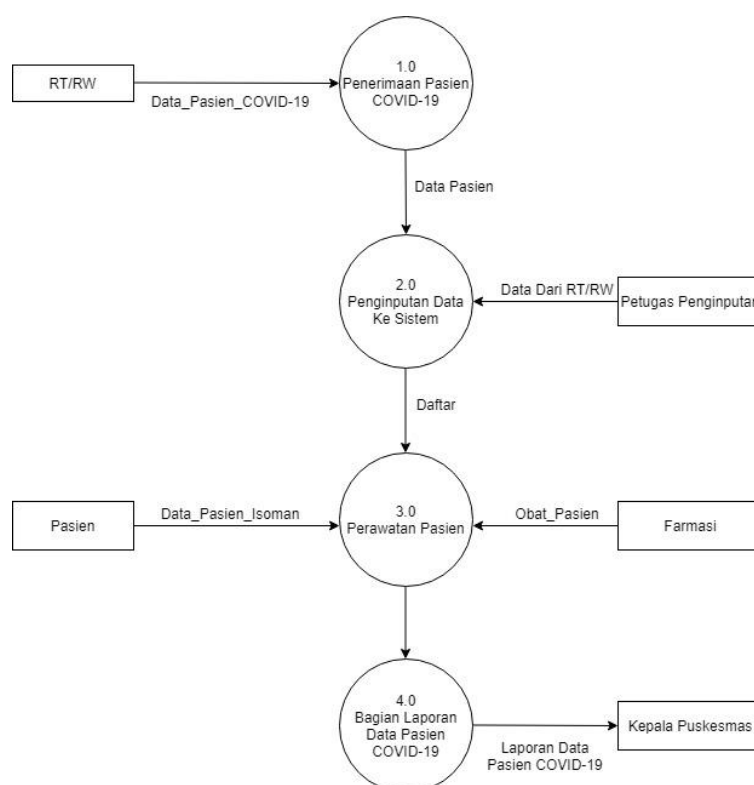 1.0
Penerimaan Pasien
COVID-19
RT/RW
Data_Pasien_COVID-19
Data Pasien
2.0
Penginputan Data
Ke Sistem
Data Dari RT/RW
Petugas Penginputan
Daftar
Pasien
Data_Pasien_Isoman
3.0
Perawatan Pasien
Obat_Pasien
Farmasi
4.0
Bagian Laporan
Data Pasien
COVID-19
Laporan Data
Pasien COVID-19
Kepala Puskesmas